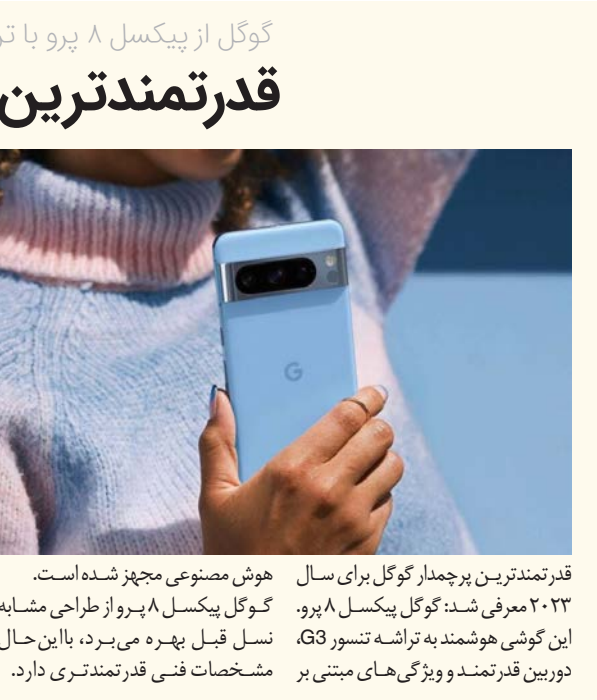 گوگل از پیکسل ۸ پرو با
قدرتمندترین
G
قدرتمندترین پرچمدار گوگل برای سال
۲۰۲۳ معرفی شد: گوگل پیکسل ۸ پرو.
این گوشی هوشمند به تراشه تنسور G3،
دوربین قدرتمند و ویژگی‌های مبتنی بر
هوش مصنوعی مجهز شده است.
گوگل پیکسل ۸ پرو از طراحی مشابه
نسل قبل بهره می‌برد، بااین‌حال
مشخصات فنی قدرتمندتری دارد.